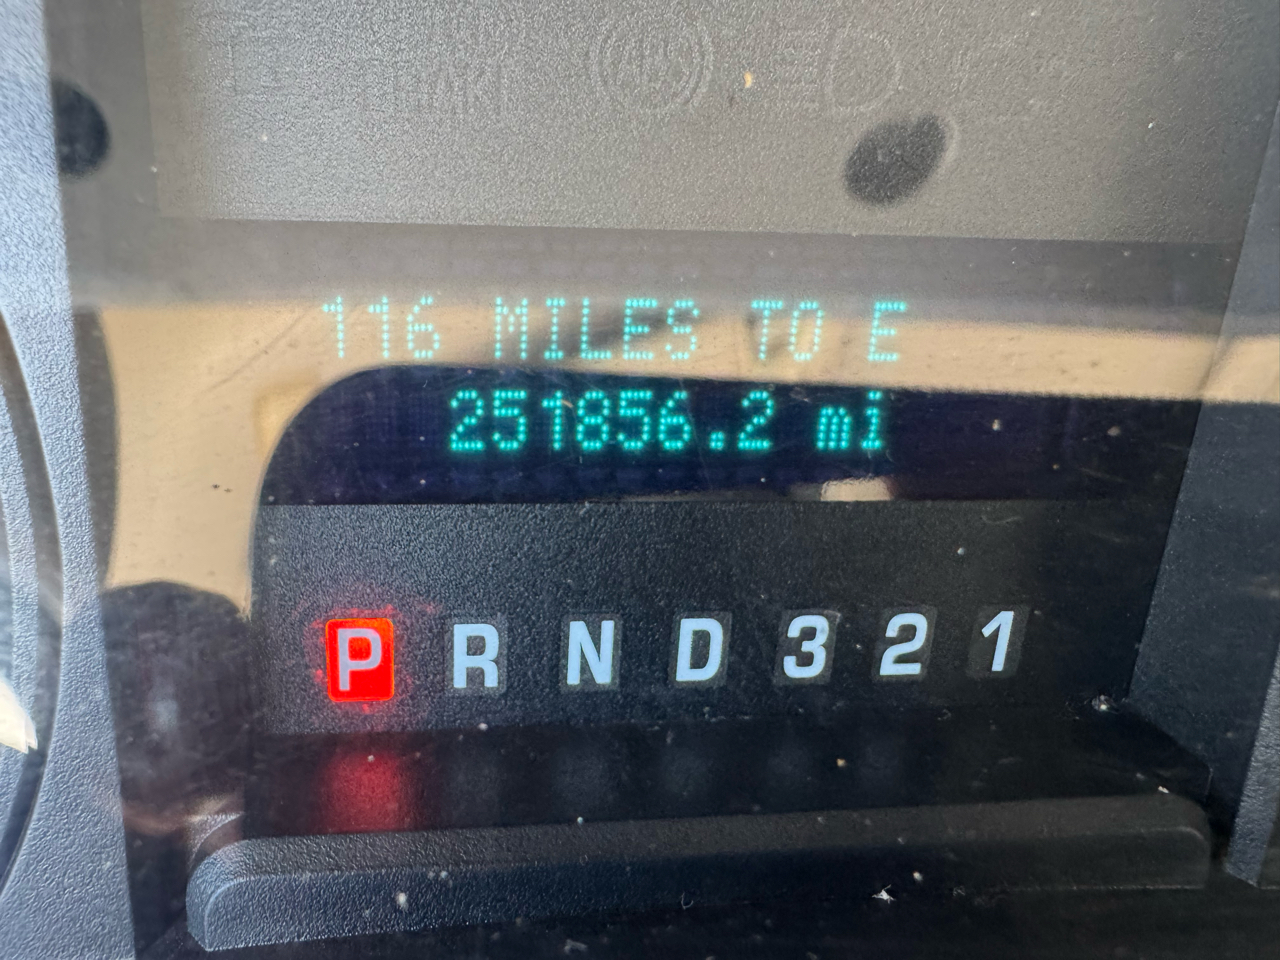 116 MILES TO E
251856.2 mi
P R N D 3 2 1